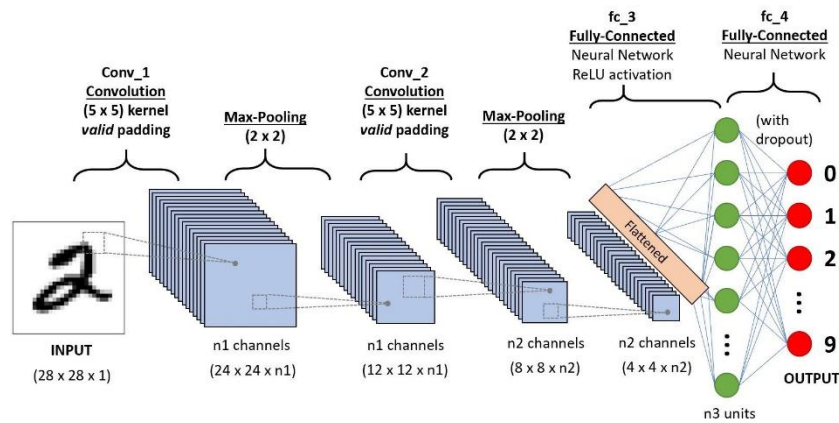 fc_3
Fully-Connected
Neural Network
ReLU activation
fc_4
Fully-Connected
Neural Network
Conv_1
Convolution
(5 x 5) kernel
valid padding
Max-Pooling
(2 x 2)
Conv_2
Convolution
(5 x 5) kernel
valid padding
Max-Pooling
(2 x 2)
(with
dropout)
Flattened
2
0
1
2
9
INPUT
(28 x 28 x 1)
n1 channels
(24 x 24 x n1)
n1 channels
(12 x 12 x n1)
n2 channels
(8 x 8 x n2)
n2 channels
(4 x 4 x n2)
OUTPUT
n3 units